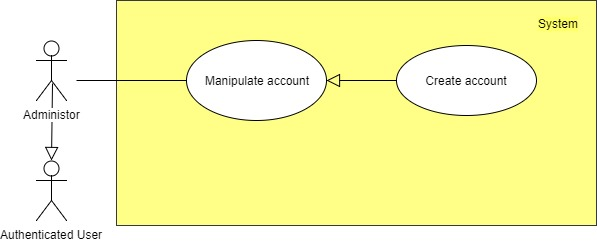 System
Manipulate account
Create account
Administor
Authenticated User